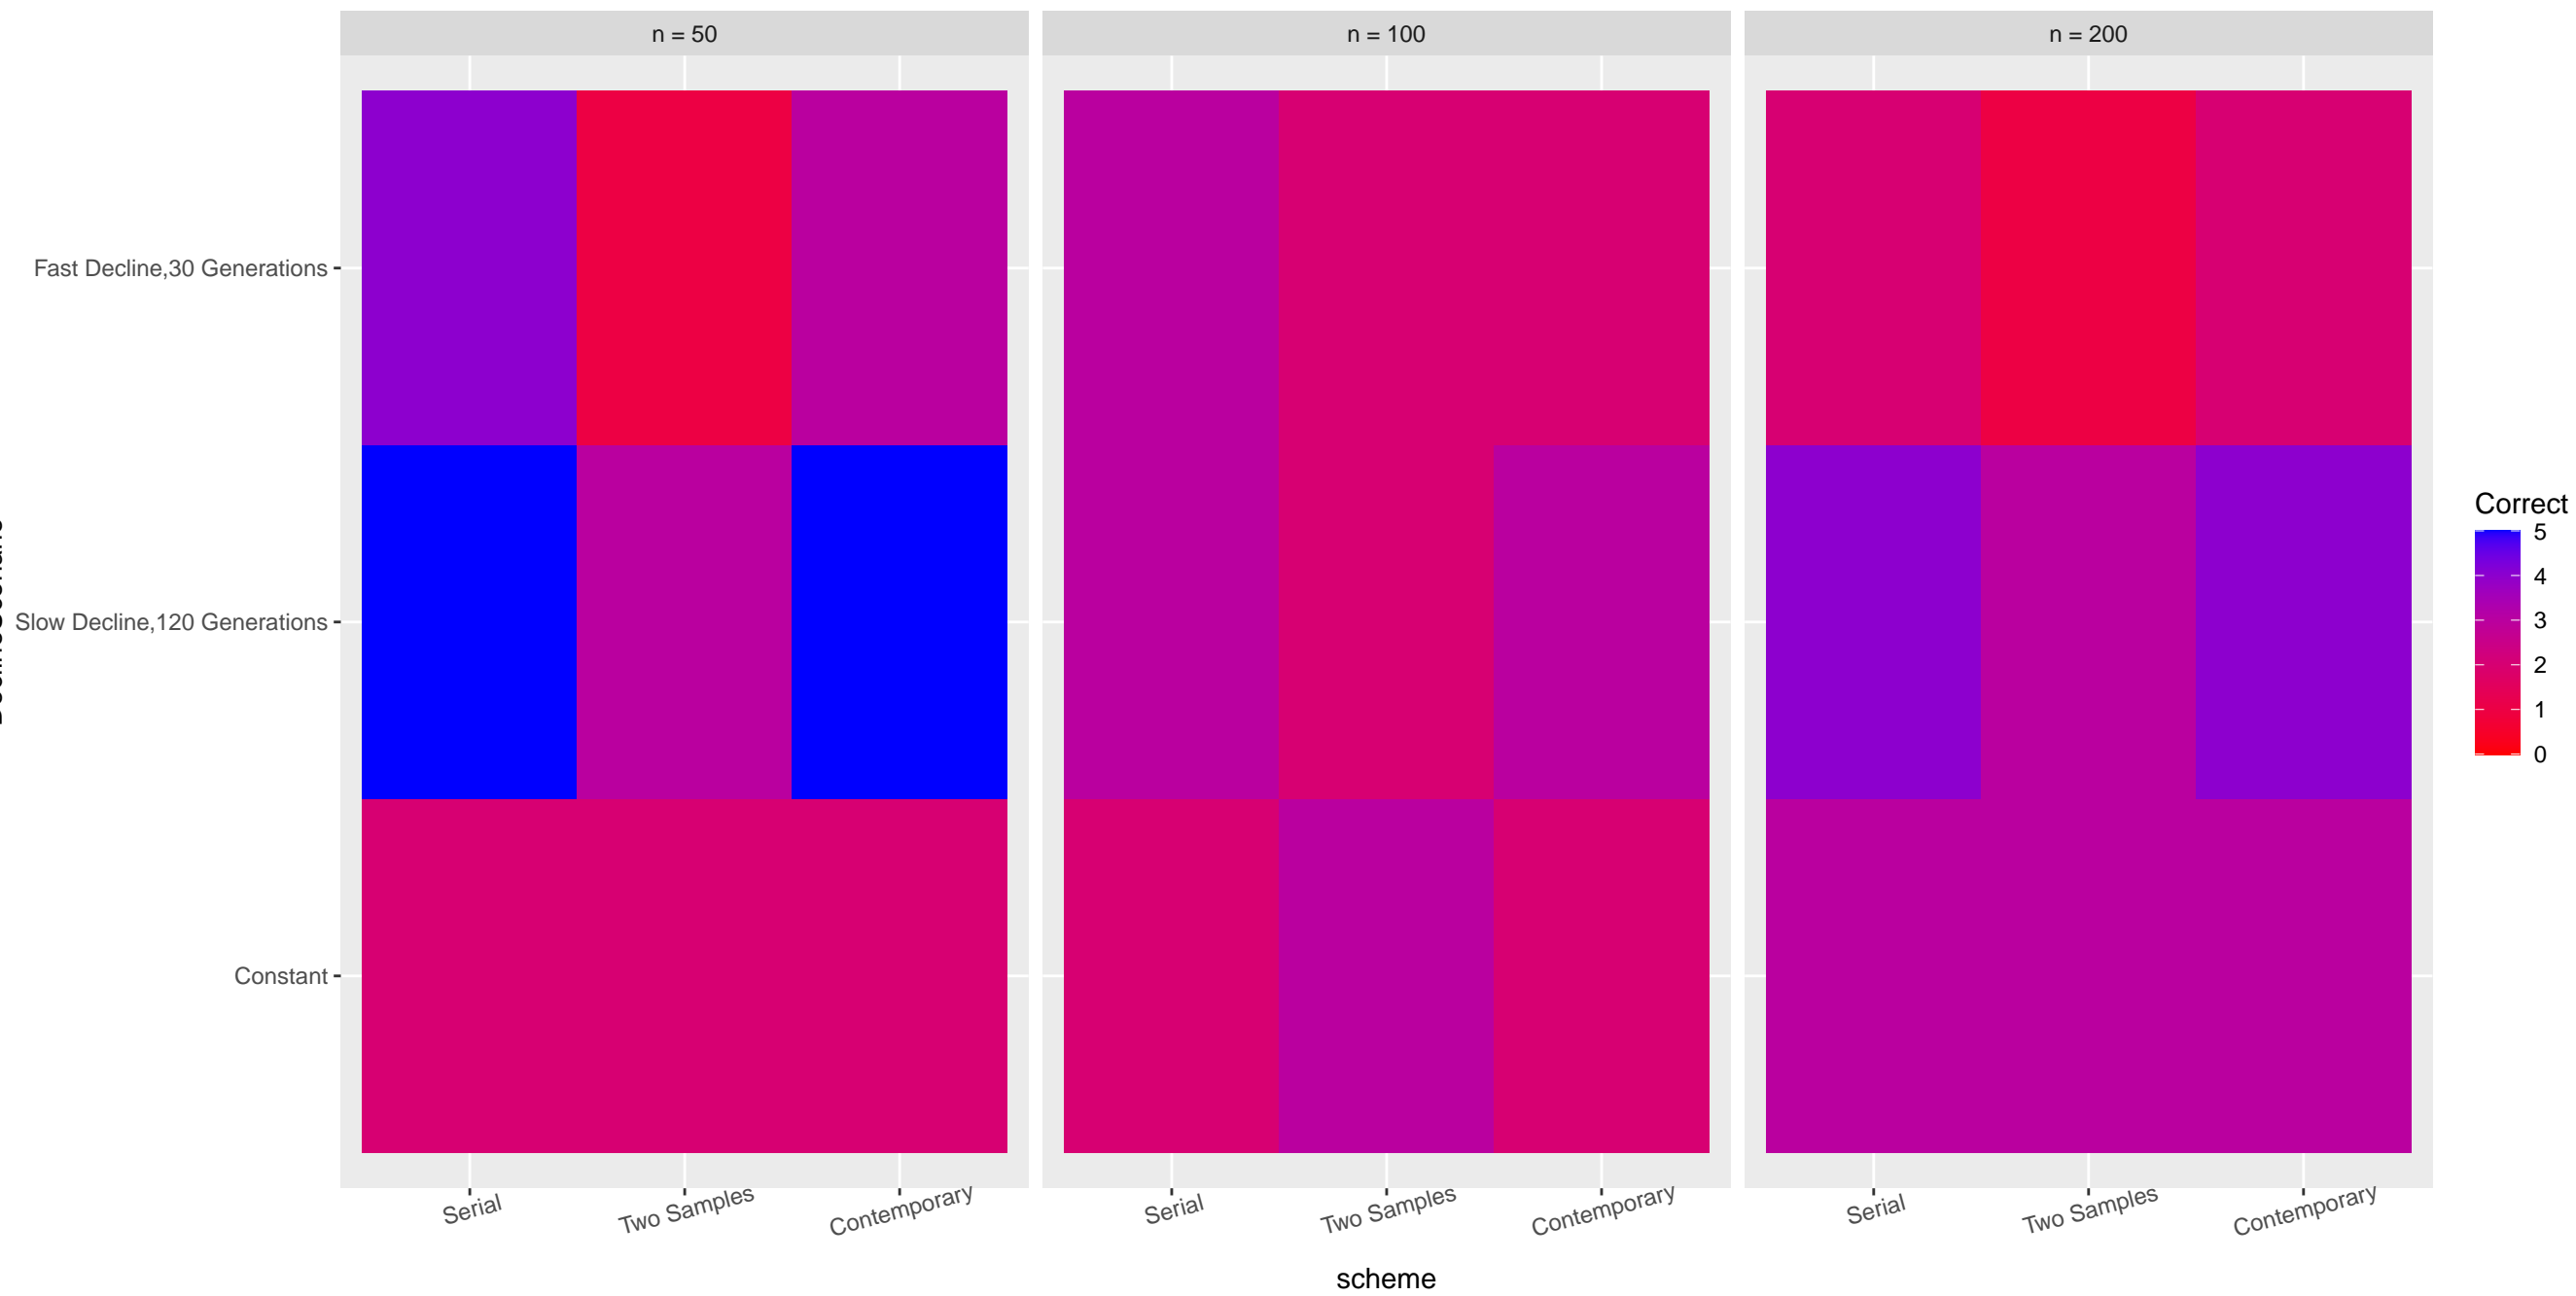 n = 50
n = 100
n = 200
Fast Decline,30 Generations
Slow Decline,120 Generations
Constant
Serial
Two Samples
Contemporary
Serial
Two Samples
Contemporary
Serial
Two Samples
Contemporary
scheme
Correct
5
4
3
2
1
0